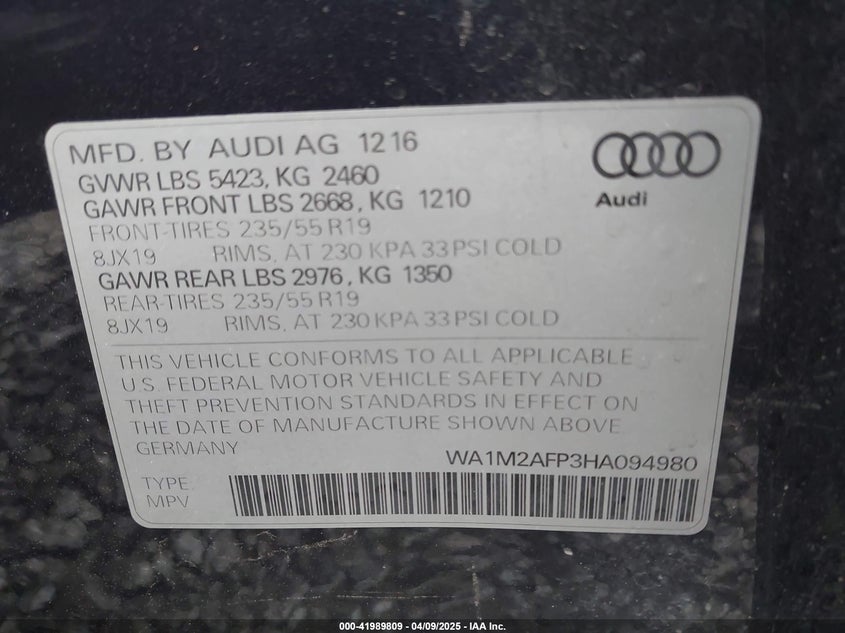 MFD. BY AUDI AG 12 16
GVWR LBS 5423, KG 2460
GAWR FRONT LBS 2668, KG 1210
FRONT-TIRES 235/55 R19
8JX19 RIMS, AT 230 KPA 33 PSI COLD
GAWR REAR LBS 2976, KG 1350
REAR-TIRES 235/55 R19
8JX19 RIMS, AT 230 KPA 33 PSI COLD
Audi
THIS VEHICLE CONFORMS TO ALL APPLICABLE
U.S. FEDERAL MOTOR VEHICLE SAFETY AND
THEFT PREVENTION STANDARDS IN EFFECT ON
THE DATE OF MANUFACTURE SHOWN ABOVE
GERMANY
WA1M2AFP3HA094980
TYPE
MPV
000-41989809 - 04/09/2025 - IAA Inc.